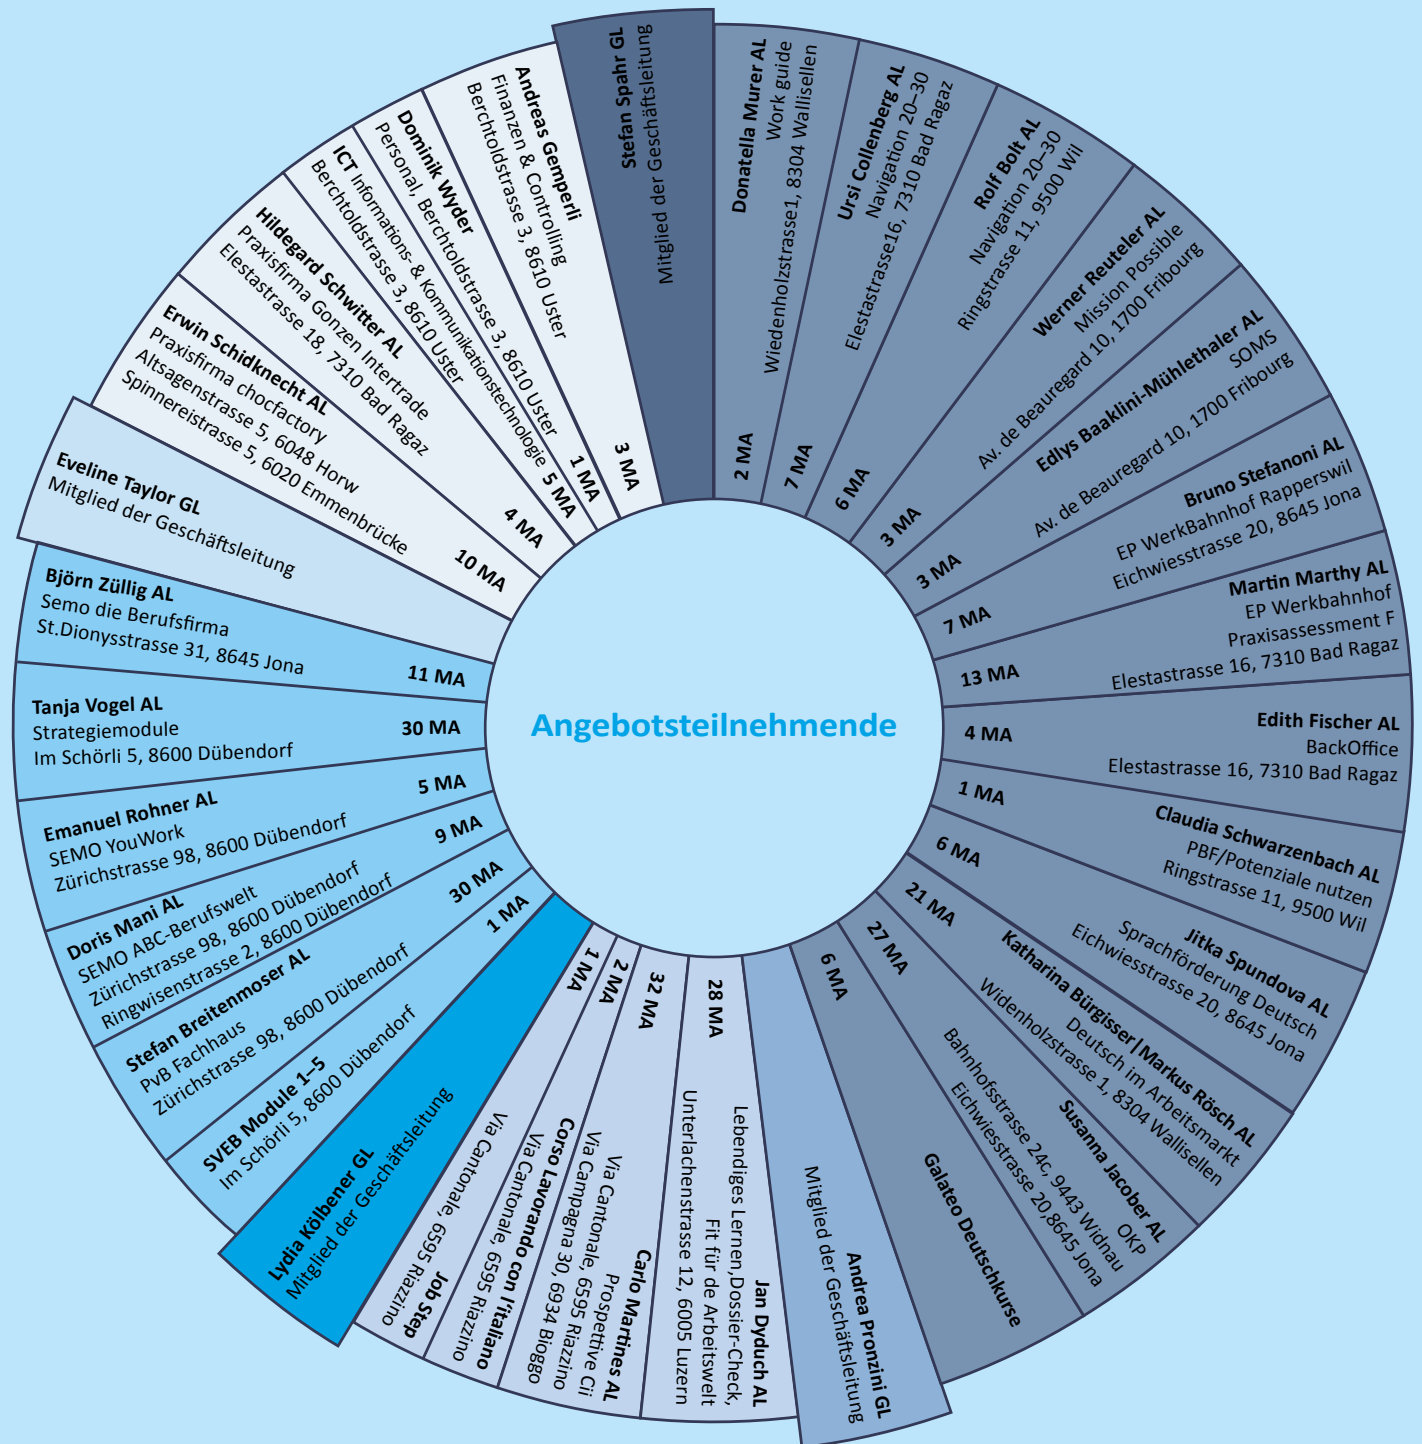 Stefan Spahr GL
Mitglied der Geschäftsleitung
Donatella Murer AL
Work guide
Wiedenholzstrasse1, 8304 Wallisellen
2 MA
Ursi Collenberg AL
Navigation 20–30
Elestastrasse16, 7310 Bad Ragaz
7 MA
Rolf Bolt AL
Navigation 20–30
Ringstrasse 11, 9500 Wil
6 MA
Werner Reuteler AL
Mission Possible
Av. de Beauregard 10, 1700 Fribourg
3 MA
Edlys Baaklini-Mühlethaler AL
SOMS
Av. de Beauregard 10, 1700 Fribourg
3 MA
Bruno Stefanoni AL
EP WerkBahnhof Rapperswil
Eichwiesstrasse 20, 8645 Jona
7 MA
Martin Marthy AL
EP Werkbahnhof
Praxisassessment F
Elestastrasse 16, 7310 Bad Ragaz
13 MA
Edith Fischer AL
BackOffice
Elestastrasse 16, 7310 Bad Ragaz
4 MA
Claudia Schwarzenbach AL
PBF/Potenziale nutzen
Ringstrasse 11, 9500 Wil
1 MA
Jitka Spundova AL
Sprachförderung Deutsch
Eichwiesstrasse 20, 8645 Jona
6 MA
Katharina Bürgisser|Markus Rösch AL
Deutsch im Arbeitsmarkt
Widenholzstrasse 1, 8304 Wallisellen
21 MA
Susanna Jacober AL
OKP
Bahnhofsstrasse 24c, 9443 Widnau
Eichwiesstrasse 20,8645 Jona
27 MA
Galateo Deutschkurse
6 MA
Andrea Pronzini GL
Mitglied der Geschäftsleitung
Jan Dyduch AL
Lebendiges Lernen,Dossier-Check,
Fit für de Arbeitswelt
Unterlachenstrasse 12, 6005 Luzern
28 MA
Carlo Martines AL
Prospettive Cii
Via Cantonale, 6595 Riazzino
Via Campagna 30, 6934 Bioggo
32 MA
Corso Lavorando con l'italiano
Via Cantonale, 6595 Riazzino
2 MA
Job Step
Via Cantonale, 6595 Riazzino
1 MA
Lydia Kölbener GL
Mitglied der Geschäftsleitung
SVEB Module 1–5
Im Schörli 5, 8600 Dübendorf
1 MA
Stefan Breitenmoser AL
PvB Fachhaus
Zürichstrasse 98, 8600 Dübendorf
30 MA
Doris Mani AL
SEMO ABC-Berufswelt
Zürichstrasse 98, 8600 Dübendorf
Ringwisenstrasse 2, 8600 Dübendorf
9 MA
Emanuel Rohner AL
SEMO YouWork
Zürichstrasse 98, 8600 Dübendorf
5 MA
Tanja Vogel AL
Strategiemodule
Im Schörli 5, 8600 Dübendorf
30 MA
Björn Züllig AL
Semo die Berufsfirma
St.Dionysstrasse 31, 8645 Jona
11 MA
Eveline Taylor GL
Mitglied der Geschäftsleitung
Erwin Schidknecht AL
Praxisfirma chocfactory
Altsagenstrasse 5, 6048 Horw
Spinnereistrasse 5, 6020 Emmenbrücke
10 MA
Hildegard Schwitter AL
Praxisfirma Gonzen Intertrade
Elestastrasse 18, 7310 Bad Ragaz
4 MA
ICT Informations- & Kommunikationstechnologie
Berchtoldstrasse 3, 8610 Uster
5 MA
Dominik Wyder
Personal, Berchtoldstrasse 3, 8610 Uster
1 MA
Andreas Gemperli
Finanzen & Controlling
Berchtoldstrasse 3, 8610 Uster
3 MA
Angebotsteilnehmende